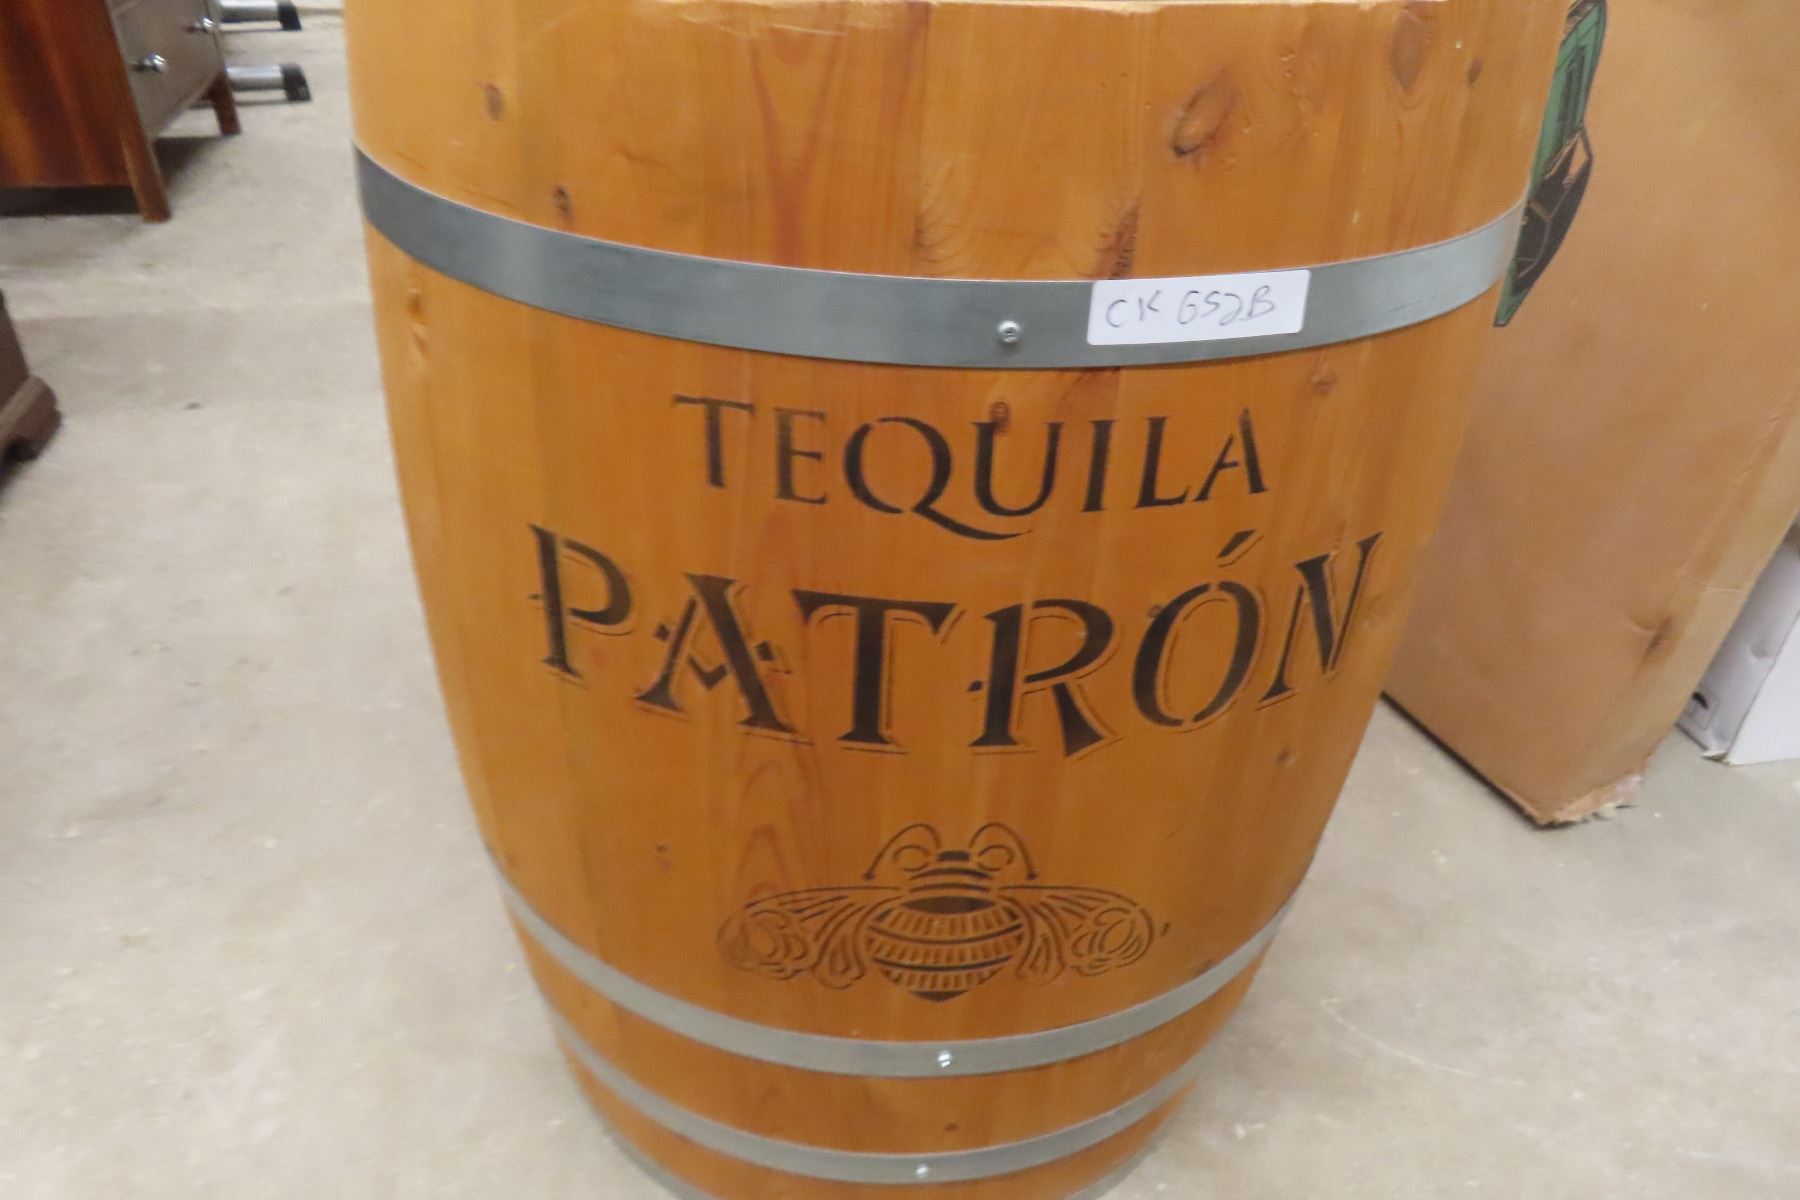 CK 652B
TEQUILA
PATRÓN